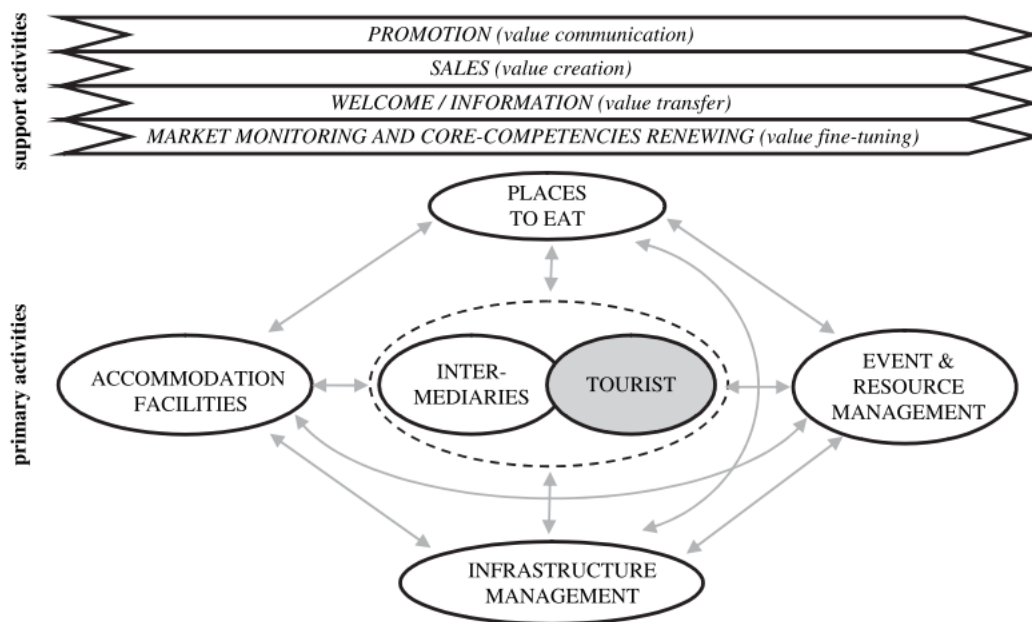 support activities
PROMOTION (value communication)
SALES (value creation)
WELCOME / INFORMATION (value transfer)
MARKET MONITORING AND CORE-COMPETENCIES RENEWING (value fine-tuning)
primary activities
PLACES
TO EAT
ACCOMMODATION
FACILITIES
INTER-
MEDIARIES
TOURIST
EVENT &
RESOURCE
MANAGEMENT
INFRASTRUCTURE
MANAGEMENT